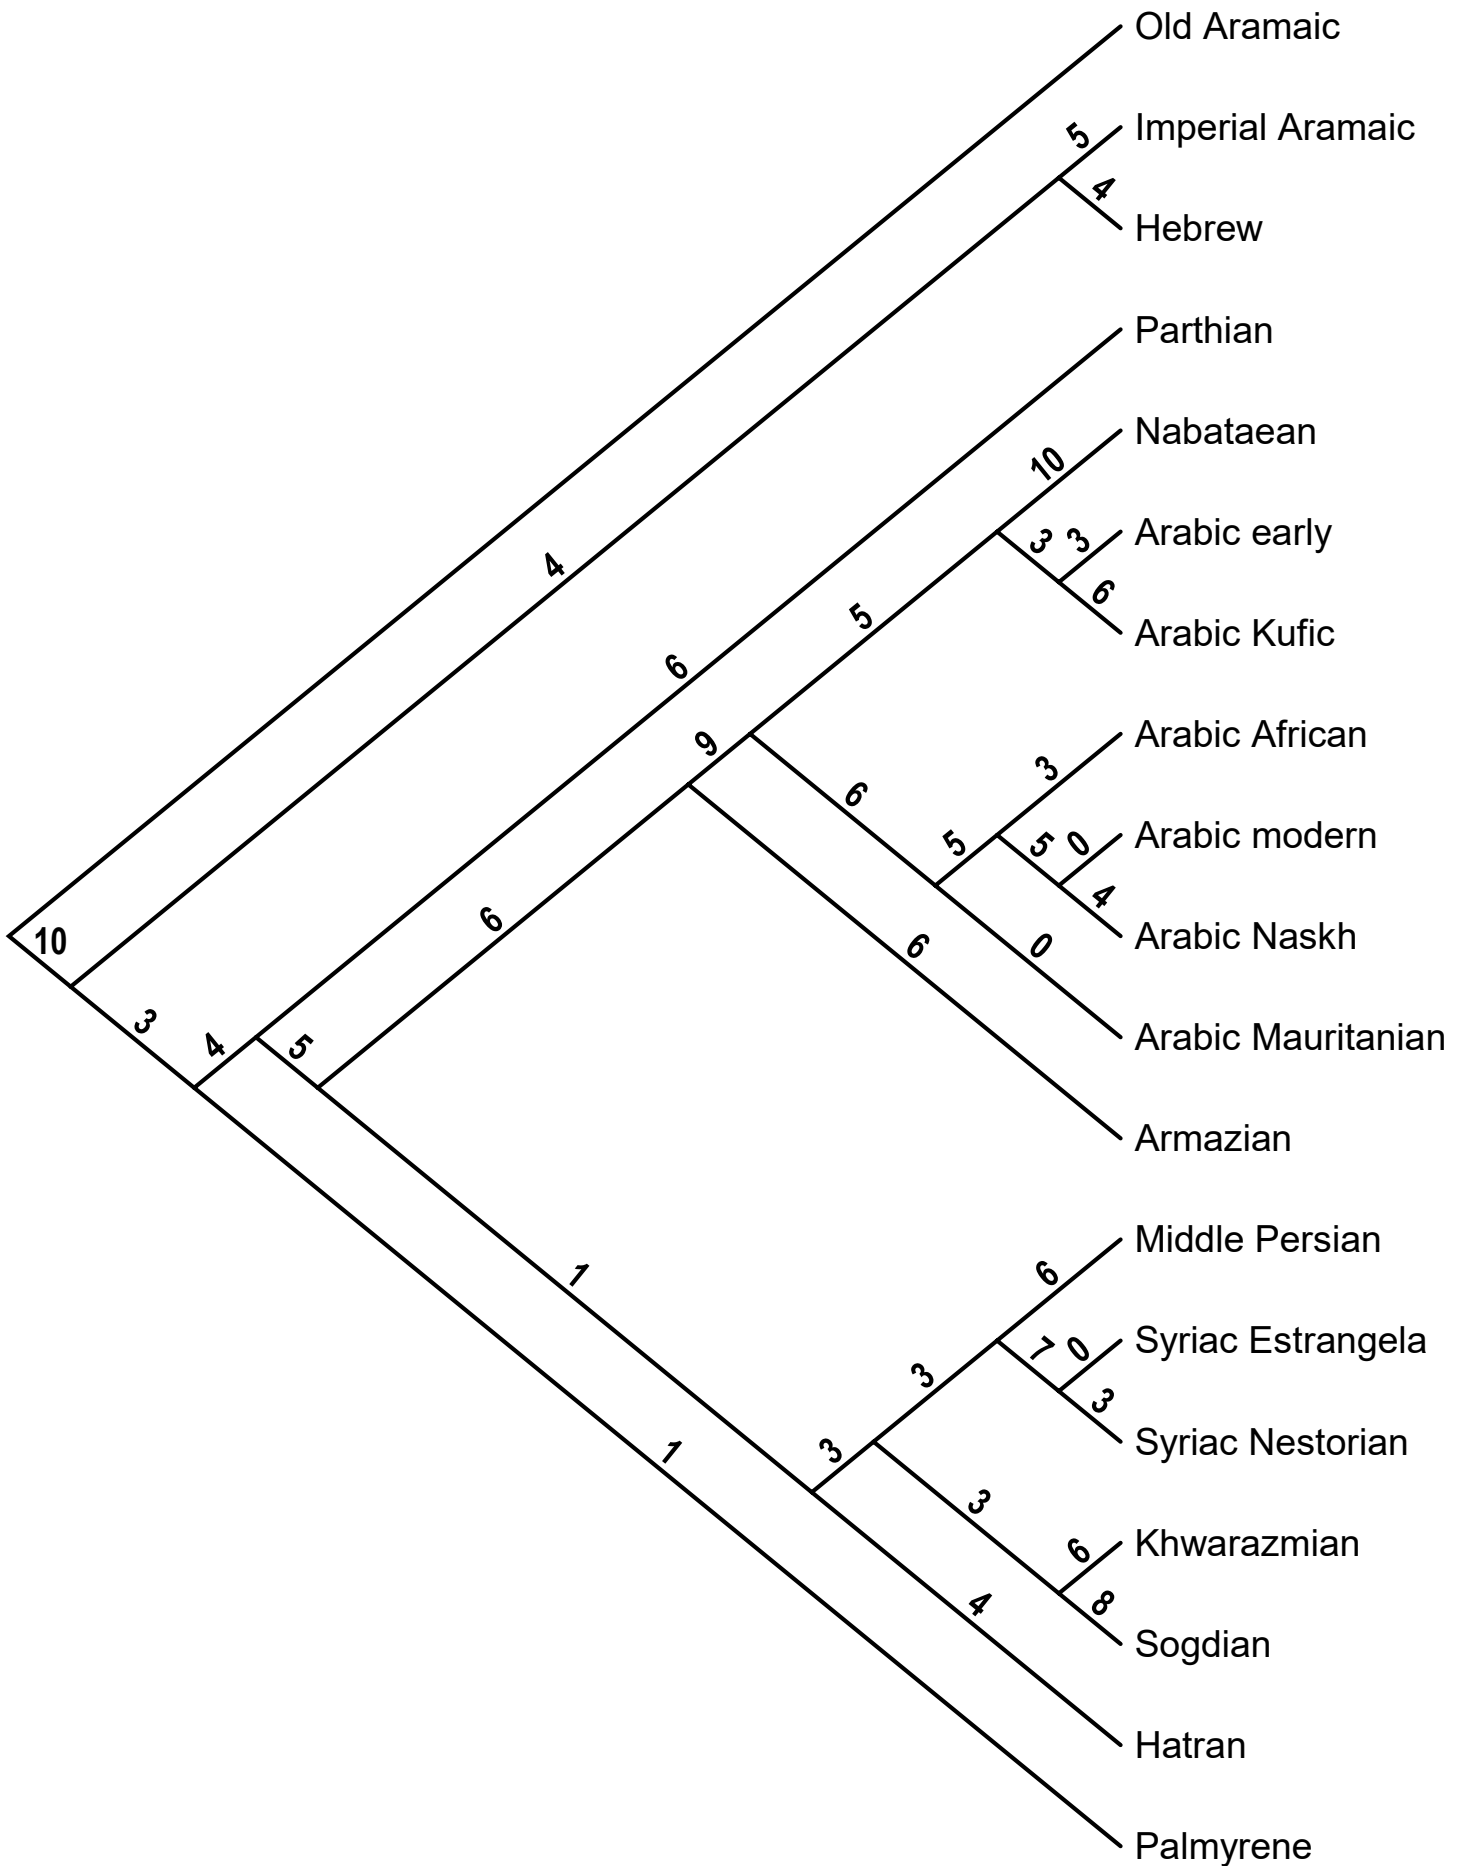 Old Aramaic
5
Imperial Aramaic
4
Hebrew
Parthian
Nabataean
10
3
3
Arabic early
4
6
Arabic Kufic
5
6
Arabic African
9
3
6
5
5
0
Arabic modern
4
Arabic Naskh
6
10
6
0
3
4
5
Arabic Mauritanian
Armazian
Middle Persian
1
6
7
0
Syriac Estrangela
3
3
Syriac Nestorian
1
3
3
6
Khwarazmian
4
8
Sogdian
Hatran
Palmyrene